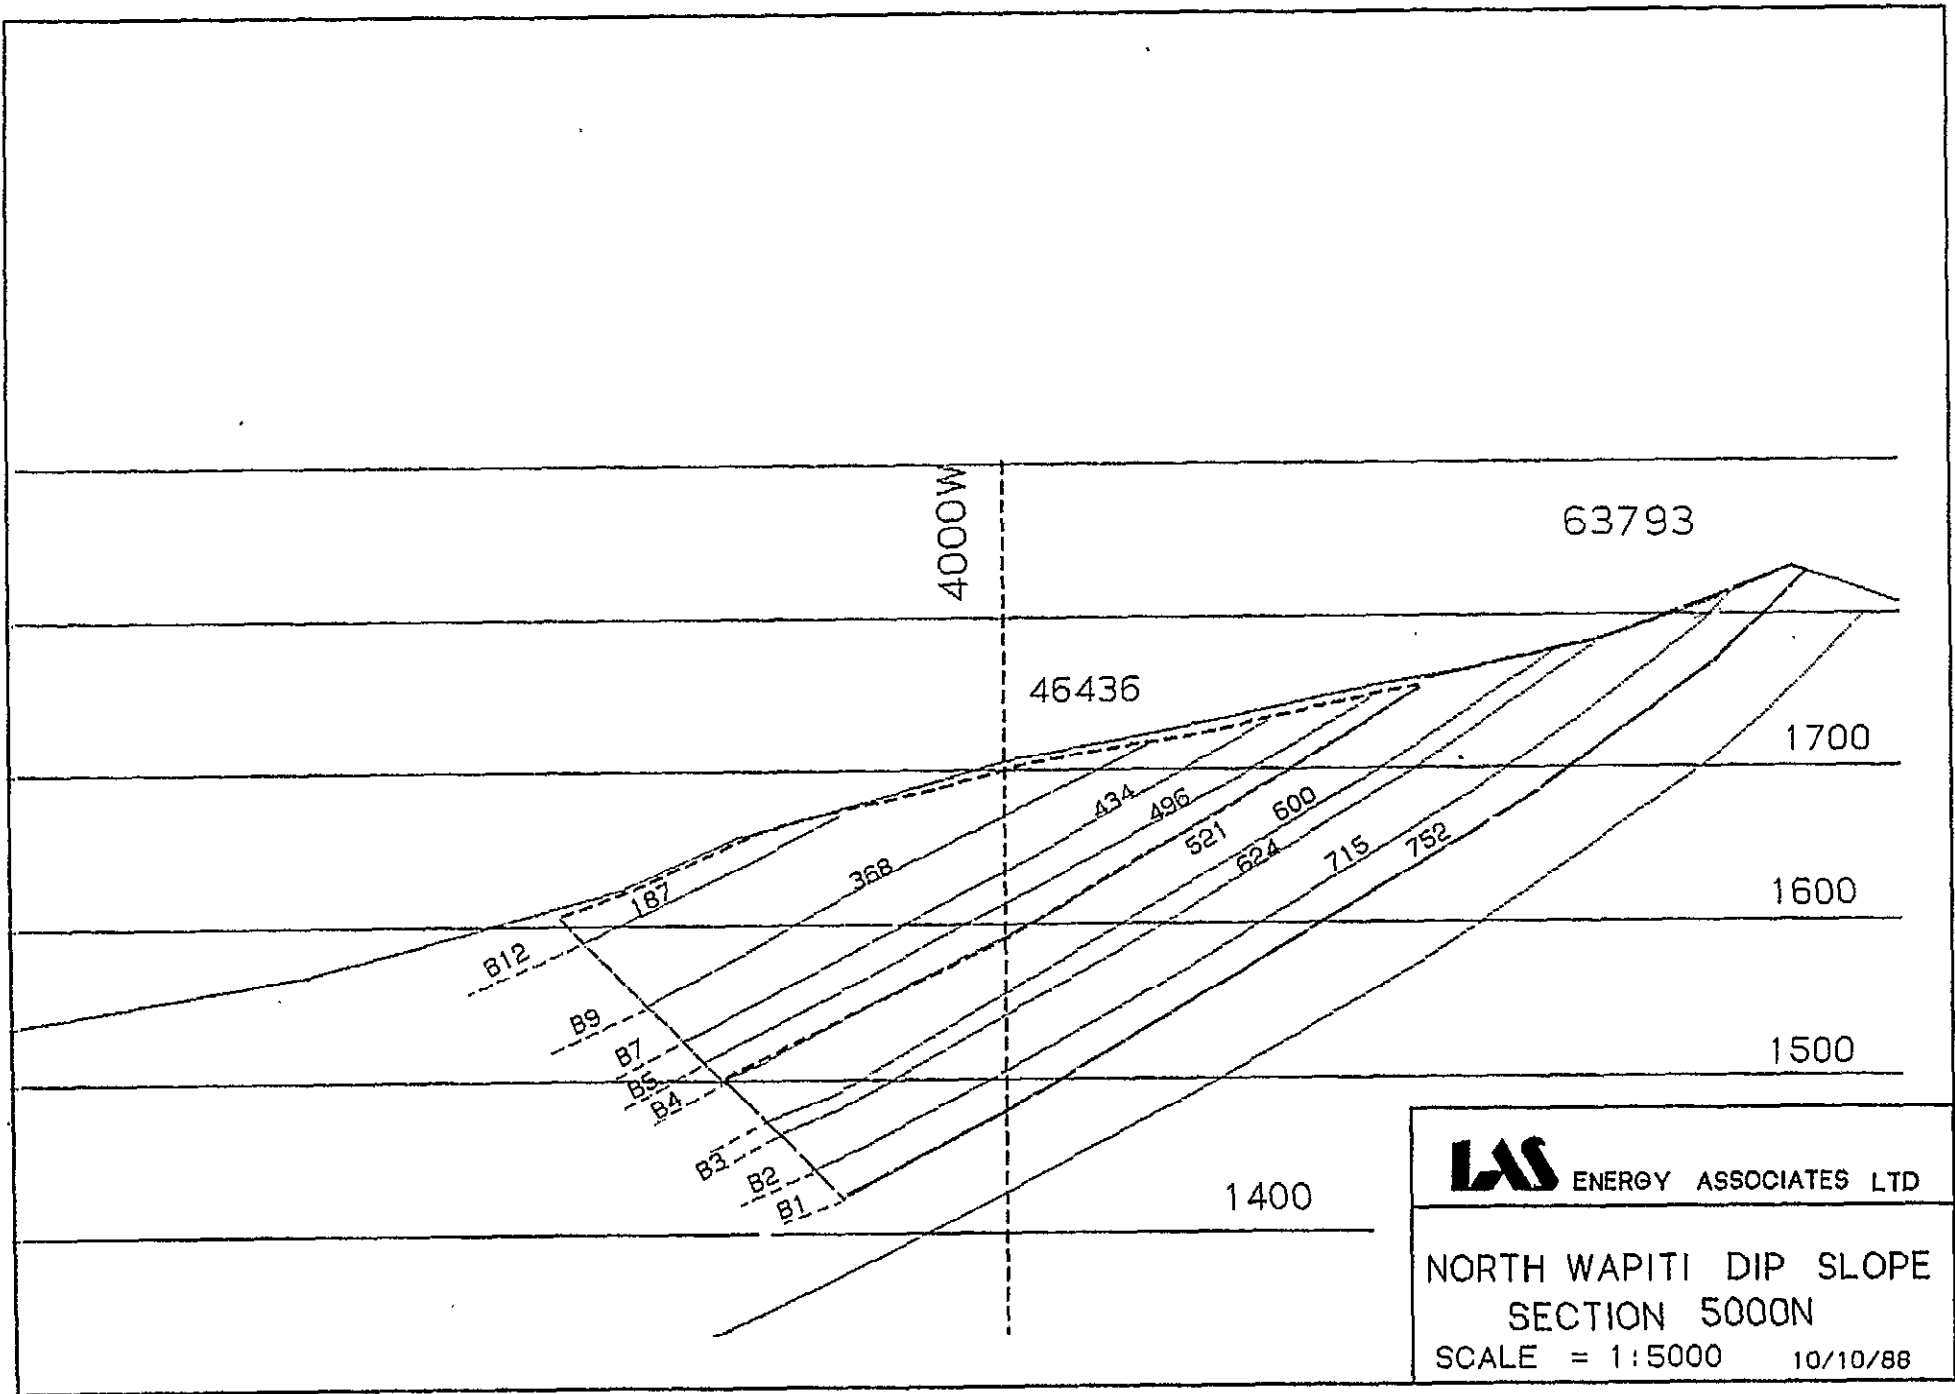 4000W
63793
46436
1700
434
496
600
521
624
715
752
368
187
1600
B12
B9
B7
B5
B4
B3
B2
B1
1500
1400
LAS ENERGY ASSOCIATES LTD
NORTH WAPITI DIP SLOPE
SECTION 5000N
SCALE = 1:5000 10/10/88